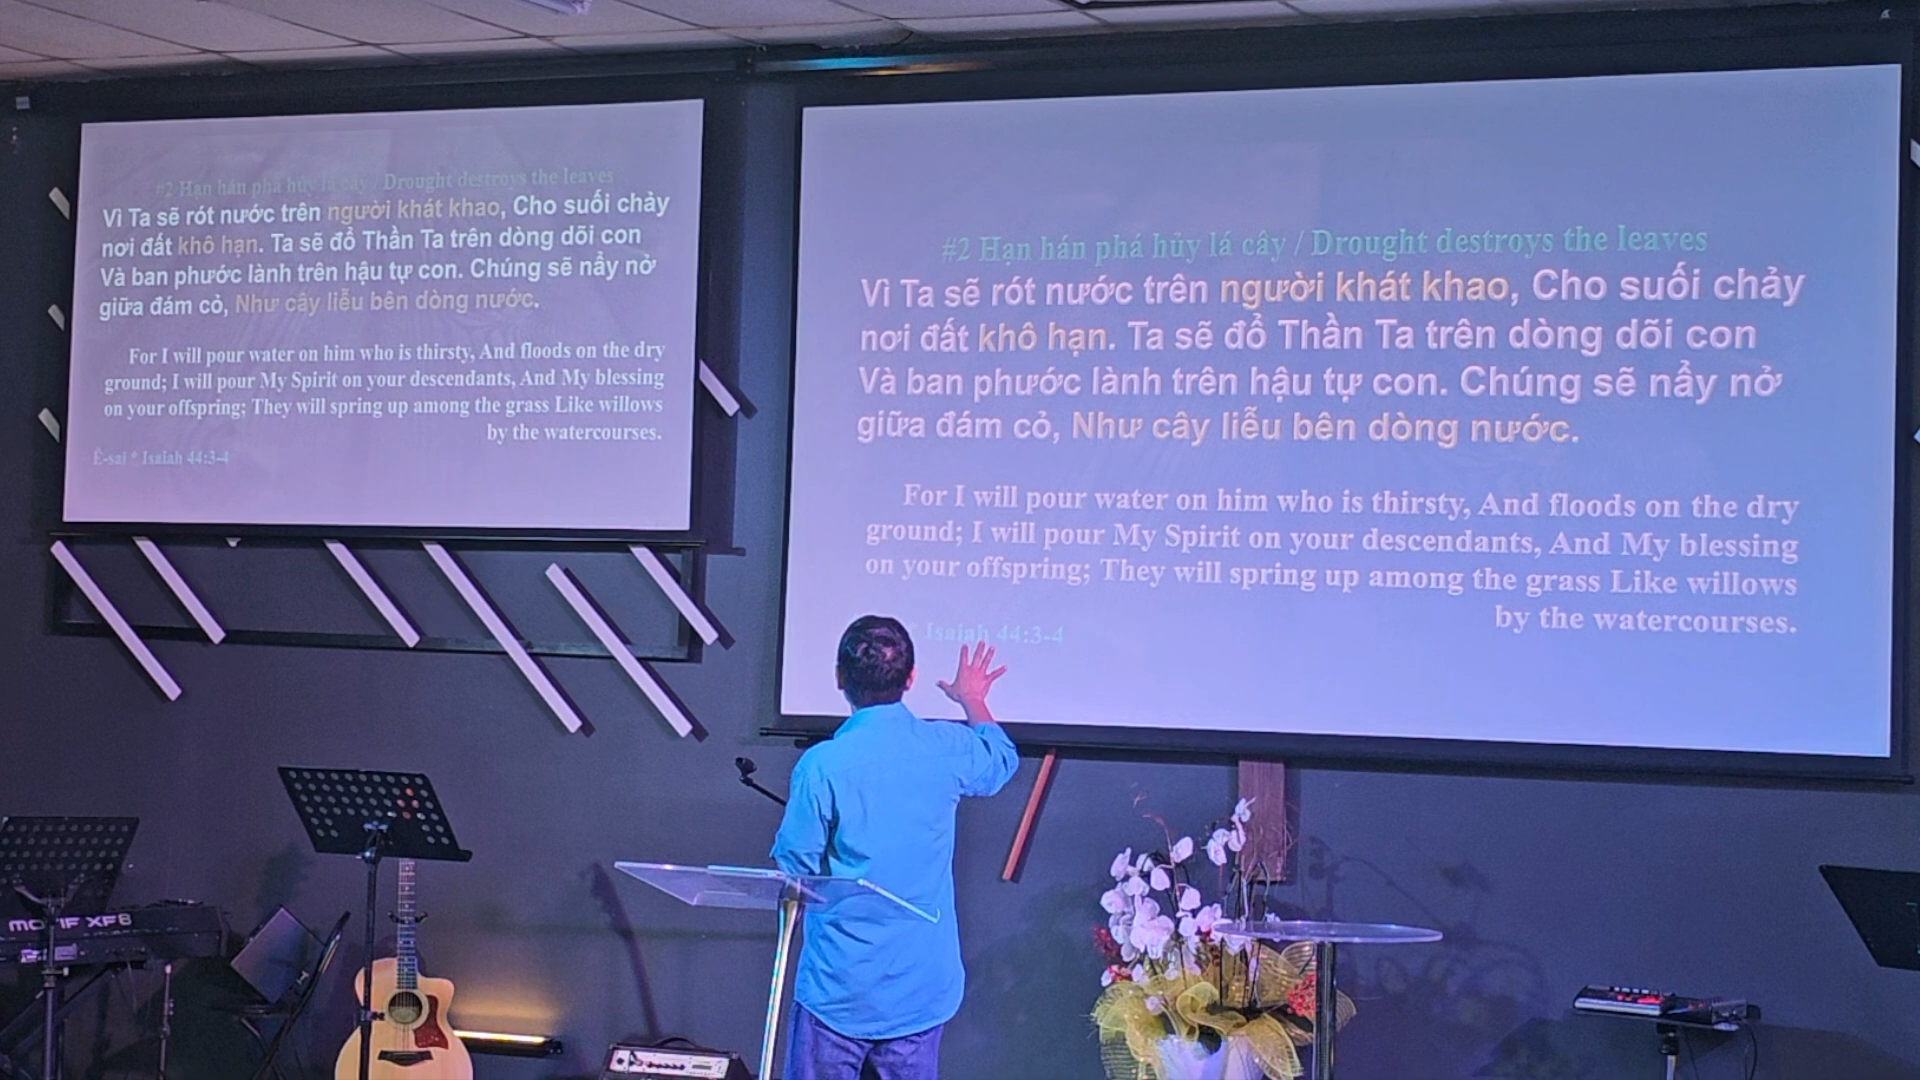 #2 Hạn hán phá hủy lá cây / Drought destroys the leaves
Vì Ta sẽ rót nước trên người khát khao, Cho suối chảy
nơi đất khô hạn. Ta sẽ đổ Thần Ta trên dòng dõi con
Và ban phước lành trên hậu tự con. Chúng sẽ nẩy nở
giữa đám cỏ, Như cây liễu bên dòng nước.
For I will pour water on him who is thirsty, And floods on the dry
ground; I will pour My Spirit on your descendants, And My blessing
on your offspring; They will spring up among the grass Like willows
by the watercourses.
Ê-sai * Isaiah 44:3-4
#2 Hạn hán phá hủy lá cây / Drought destroys the leaves
Vì Ta sẽ rót nước trên người khát khao, Cho suối chảy
nơi đất khô hạn. Ta sẽ đổ Thần Ta trên dòng dõi con
Và ban phước lành trên hậu tự con. Chúng sẽ nẩy nở
giữa đám cỏ, Như cây liễu bên dòng nước.
For I will pour water on him who is thirsty, And floods on the dry
ground; I will pour My Spirit on your descendants, And My blessing
on your offspring; They will spring up among the grass Like willows
by the watercourses.
* Isaiah 44:3-4
XF8